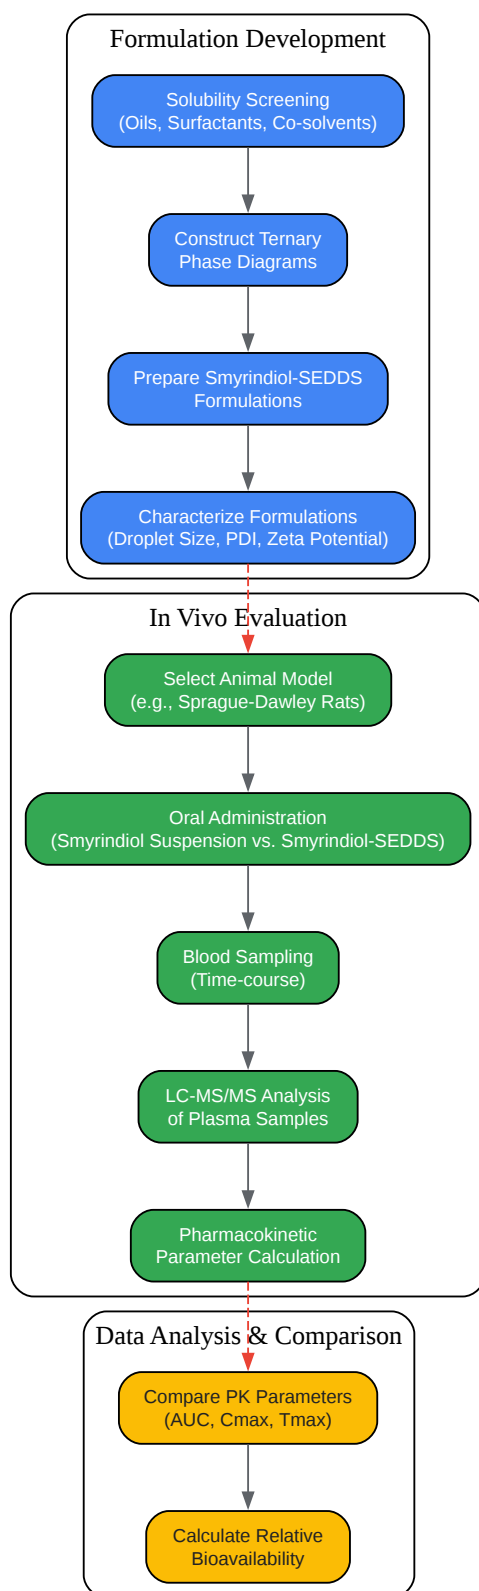 Formulation Development
Solubility Screening
(Oils, Surfactants, Co-solvents)
Construct Ternary
Phase Diagrams
Prepare Smyrindiol-SEDDS
Formulations
Characterize Formulations
(Droplet Size, PDI, Zeta Potential)
In Vivo Evaluation
Select Animal Model
(e.g., Sprague-Dawley Rats)
Oral Administration
(Smyrindiol Suspension vs. Smyrindiol-SEDDS)
Blood Sampling
(Time-course)
LC-MS/MS Analysis
of Plasma Samples
Pharmacokinetic
Parameter Calculation
Data Analysis & Comparison
Compare PK Parameters
(AUC, Cmax, Tmax)
Calculate Relative
Bioavailability